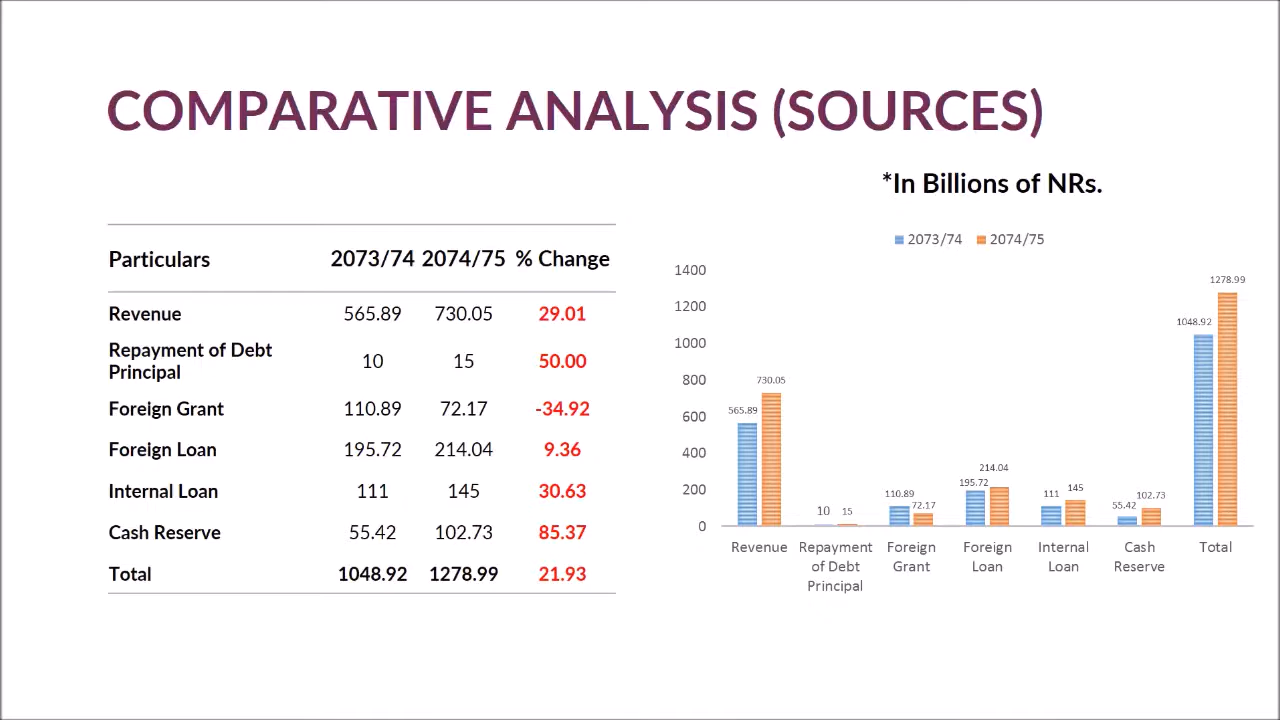 COMPARATIVE ANALYSIS (SOURCES)
*In Billions of NRs.
Particulars 2073/74 2074/75 % Change
Revenue 565.89 730.05 29.01
Repayment of Debt
Principal 10 15 50.00
Foreign Grant 110.89 72.17 -34.92
Foreign Loan 195.72 214.04 9.36
Internal Loan 111 145 30.63
Cash Reserve 55.42 102.73 85.37
Total 1048.92 1278.99 21.93
2073/74 2074/75
1400
1200
1000
800
600
400
200
0
565.89 730.05
10 15
110.89 72.17
195.72 214.04
111 145
55.42 102.73
1048.92 1278.99
Revenue Repayment Foreign Foreign Internal Cash Total
of Debt Grant Loan Loan Reserve
Principal